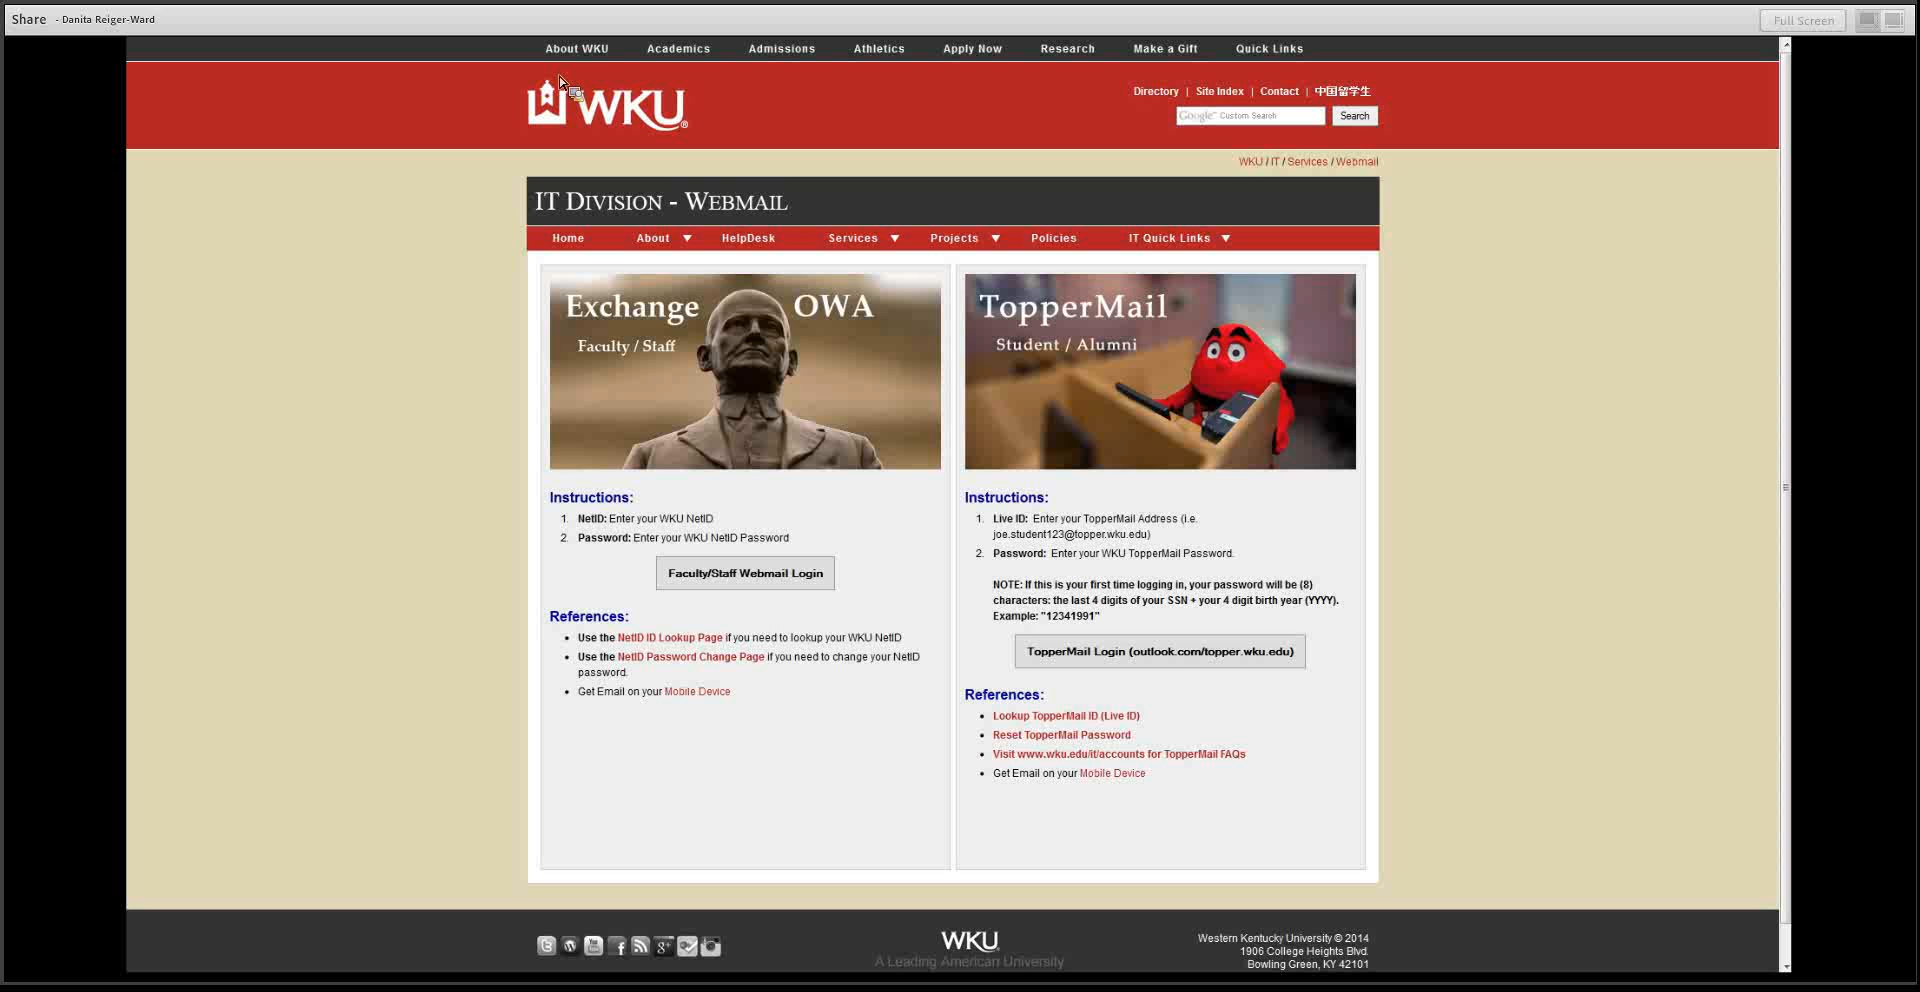 Share - Danita Reiger-Ward
Full Screen
About WKU Academics Admissions Athletics Apply Now Research Make a Gift Quick Links
WKU®
Directory | Site Index | Contact | 中国留学生
Google™ Custom Search Search
WKU / IT / Services / Webmail
IT Division - Webmail
Home About HelpDesk Services Projects Policies IT Quick Links
Exchange OWA
Faculty / Staff
Instructions:
1. NetID: Enter your WKU NetID
2. Password: Enter your WKU NetID Password
Faculty/Staff Webmail Login
References:
• Use the NetID ID Lookup Page if you need to lookup your WKU NetID
• Use the NetID Password Change Page if you need to change your NetID
password.
• Get Email on your Mobile Device
TopperMail
Student / Alumni
Instructions:
1. Live ID: Enter your TopperMail Address (i.e.
joe.student123@topper.wku.edu)
2. Password: Enter your WKU TopperMail Password.
NOTE: If this is your first time logging in, your password will be (8)
characters: the last 4 digits of your SSN + your 4 digit birth year (YYYY).
Example: "12341991"
TopperMail Login (outlook.com/topper.wku.edu)
References:
• Lookup TopperMail ID (Live ID)
• Reset TopperMail Password
• Visit www.wku.edu/it/accounts for TopperMail FAQs
• Get Email on your Mobile Device
WKU
A Leading American University
Western Kentucky University © 2014
1906 College Heights Blvd.
Bowling Green, KY 42101